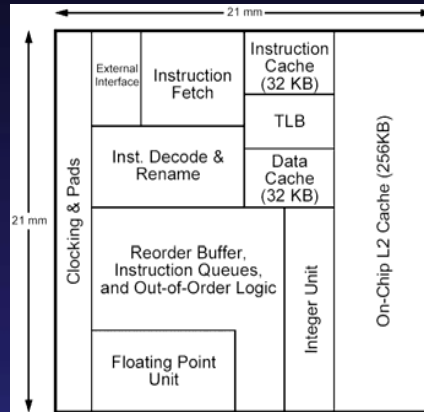 21 mm
21 mm
Clocking & Pads
External
Interface
Instruction
Fetch
Instruction
Cache
(32 KB)
TLB
Inst. Decode &
Rename
Data
Cache
(32 KB)
On-Chip L2 Cache (256KB)
Reorder Buffer,
Instruction Queues,
and Out-of-Order Logic
Integer Unit
Floating Point
Unit